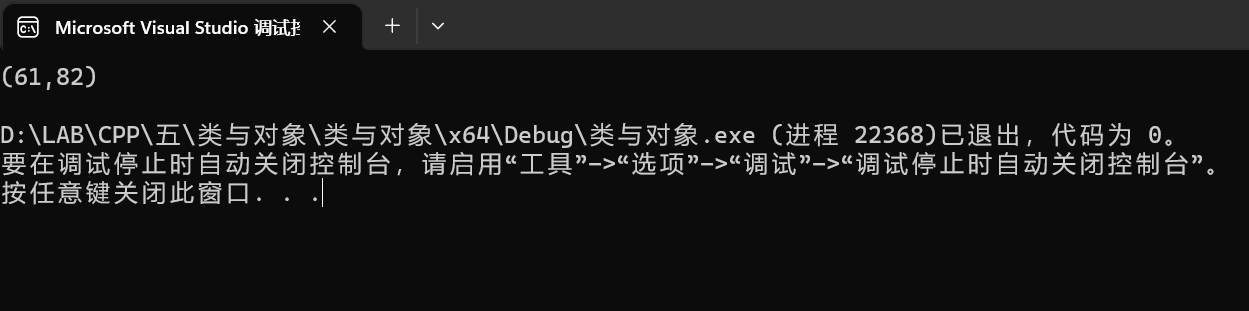 Microsoft Visual Studio 调试
(61,82)
D:\LAB\CPP\五\类与对象\类与对象\x64\Debug\类与对象.exe (进程 22368)已退出，代码为 0。
要在调试停止时自动关闭控制台，请启用“工具”->“选项”->“调试”->“调试停止时自动关闭控制台”。
按任意键关闭此窗口. . .